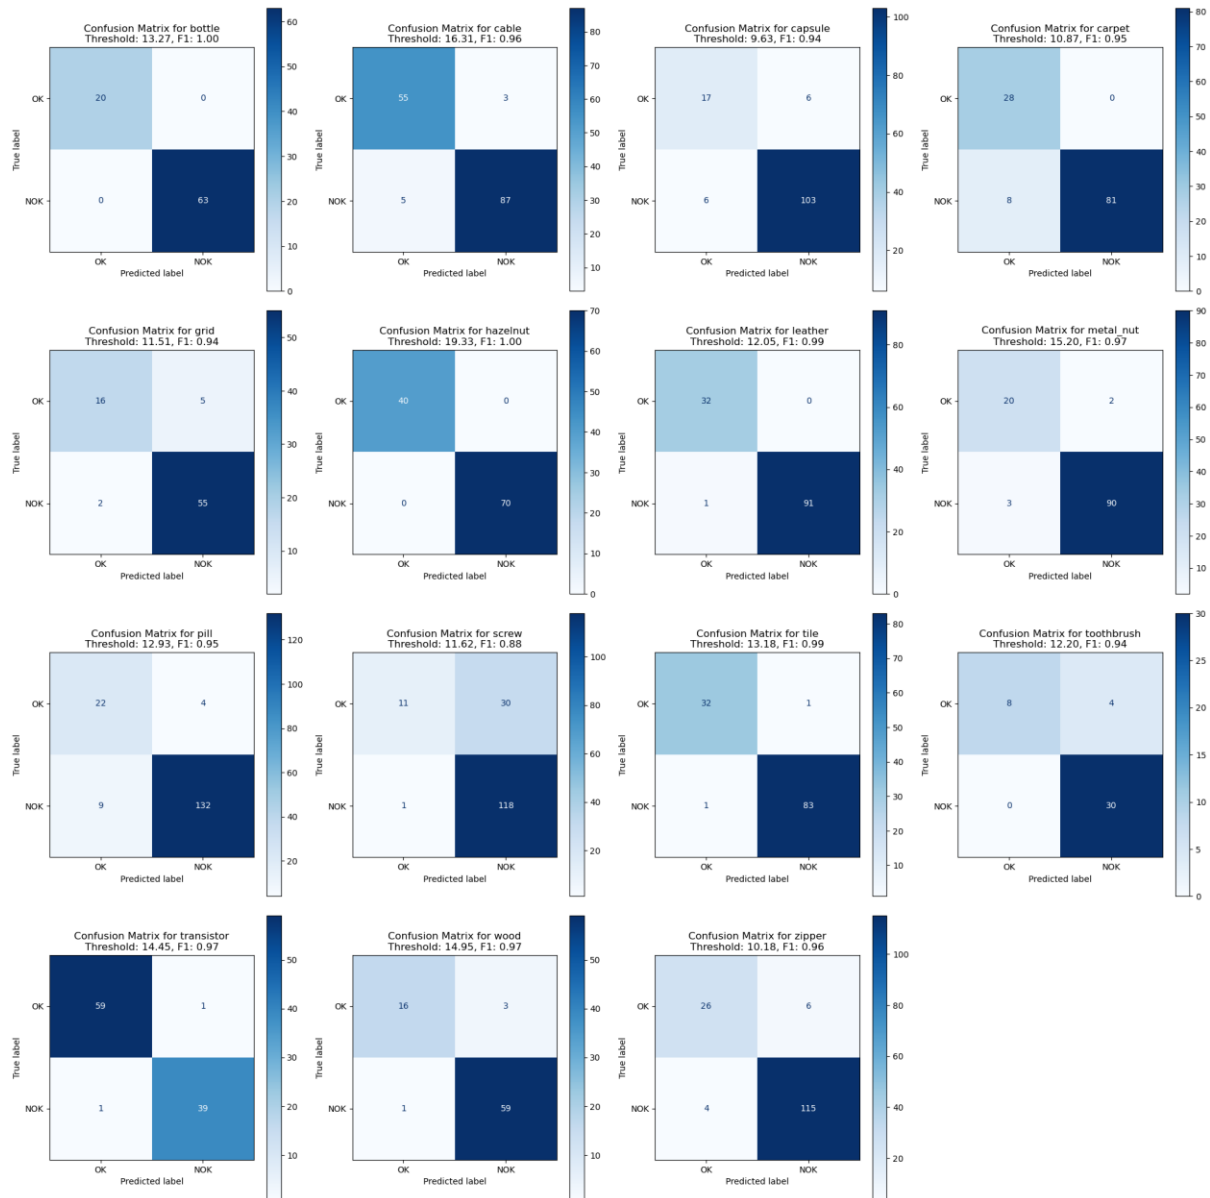 Confusion Matrix for bottle
Threshold: 13.27, F1: 1.00
60
50
40
30
20
10
0
OK
NOK
True label
20
0
0
63
OK
NOK
Predicted label
Confusion Matrix for cable
Threshold: 16.31, F1: 0.96
80
70
60
50
40
30
20
10
OK
NOK
True label
55
3
5
87
OK
NOK
Predicted label
Confusion Matrix for capsule
Threshold: 9.63, F1: 0.94
100
80
60
40
20
OK
NOK
True label
17
6
6
103
OK
NOK
Predicted label
Confusion Matrix for carpet
Threshold: 10.87, F1: 0.95
80
70
60
50
40
30
20
10
0
OK
NOK
True label
28
0
8
81
OK
NOK
Predicted label
Confusion Matrix for grid
Threshold: 11.51, F1: 0.94
50
40
30
20
10
OK
NOK
True label
16
5
2
55
OK
NOK
Predicted label
Confusion Matrix for hazelnut
Threshold: 19.33, F1: 1.00
70
60
50
40
30
20
10
0
OK
NOK
True label
40
0
0
70
OK
NOK
Predicted label
Confusion Matrix for leather
Threshold: 12.05, F1: 0.99
80
60
40
20
0
OK
NOK
True label
32
0
1
91
OK
NOK
Predicted label
Confusion Matrix for metal_nut
Threshold: 15.20, F1: 0.97
90
80
70
60
50
40
30
20
10
OK
NOK
True label
20
2
3
90
OK
NOK
Predicted label
Confusion Matrix for pill
Threshold: 12.93, F1: 0.95
120
100
80
60
40
20
OK
NOK
True label
22
4
9
132
OK
NOK
Predicted label
Confusion Matrix for screw
Threshold: 11.62, F1: 0.88
100
80
60
40
20
OK
NOK
True label
11
30
1
118
OK
NOK
Predicted label
Confusion Matrix for tile
Threshold: 13.18, F1: 0.99
80
70
60
50
40
30
20
10
OK
NOK
True label
32
1
1
83
OK
NOK
Predicted label
Confusion Matrix for toothbrush
Threshold: 12.20, F1: 0.94
30
25
20
15
10
5
0
OK
NOK
True label
8
4
0
30
OK
NOK
Predicted label
Confusion Matrix for transistor
Threshold: 14.45, F1: 0.97
50
40
30
20
10
OK
NOK
True label
59
1
1
39
OK
NOK
Predicted label
Confusion Matrix for wood
Threshold: 14.95, F1: 0.97
50
40
30
20
10
OK
NOK
True label
16
3
1
59
OK
NOK
Predicted label
Confusion Matrix for zipper
Threshold: 10.18, F1: 0.96
100
80
60
40
20
OK
NOK
True label
26
6
4
115
OK
NOK
Predicted label